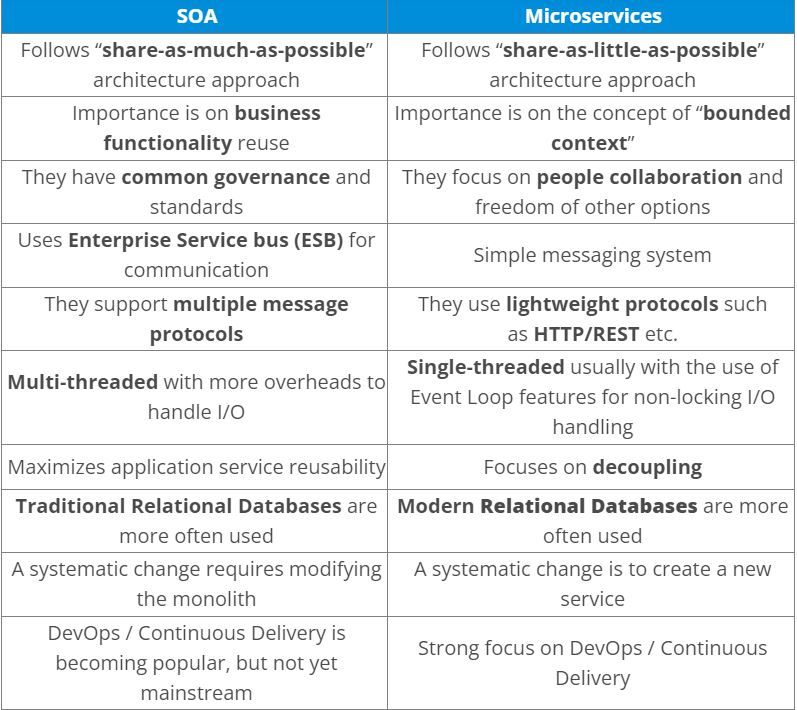 SOA
Microservices
Follows “share-as-much-as-possible”
architecture approach
Follows “share-as-little-as-possible”
architecture approach
Importance is on business
functionality reuse
Importance is on the concept of “bounded
context”
They have common governance and
standards
They focus on people collaboration and
freedom of other options
Uses Enterprise Service bus (ESB) for
communication
Simple messaging system
They support multiple message
protocols
They use lightweight protocols such
as HTTP/REST etc.
Multi-threaded with more overheads to
handle I/O
Single-threaded usually with the use of
Event Loop features for non-locking I/O
handling
Maximizes application service reusability
Focuses on decoupling
Traditional Relational Databases are
more often used
Modern Relational Databases are more
often used
A systematic change requires modifying
the monolith
A systematic change is to create a new
service
DevOps / Continuous Delivery is
becoming popular, but not yet
mainstream
Strong focus on DevOps / Continuous
Delivery